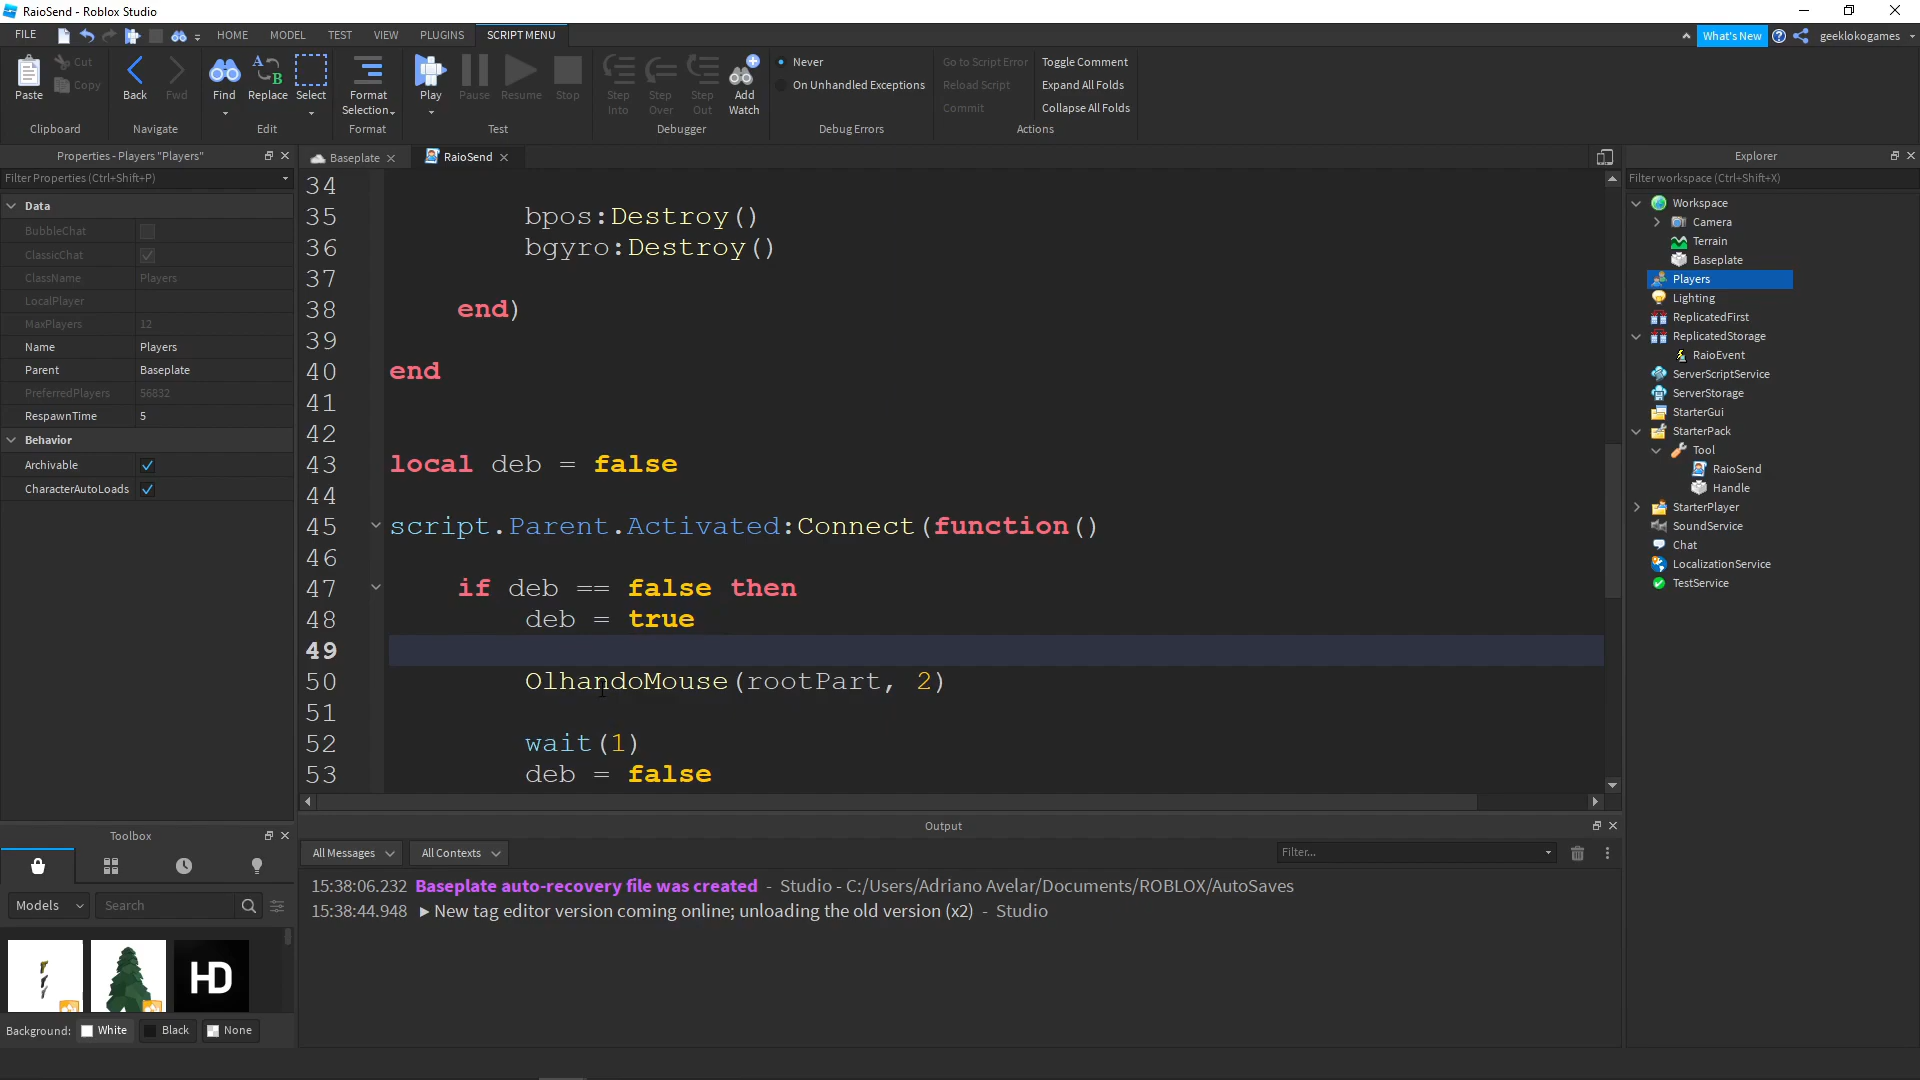 RaioSend - Roblox Studio
FILE HOME MODEL TEST VIEW PLUGINS SCRIPT MENU What's New geeklokogames
Paste Cut Copy Back Fwd Find Replace Select Format Selection Play Pause Resume Stop Step Into Step Over Step Out Add Watch
Never
On Unhandled Exceptions
Go to Script Error
Reload Script
Commit
Toggle Comment
Expand All Folds
Collapse All Folds
Clipboard Navigate Edit Format Test Debugger Debug Errors Actions
Properties - Players "Players"
Filter Properties (Ctrl+Shift+P)
Data
BubbleChat
ClassicChat
ClassName Players
LocalPlayer
MaxPlayers 12
Name Players
Parent Baseplate
PreferredPlayers 56832
RespawnTime 5
Behavior
Archivable
CharacterAutoLoads
Toolbox
Models Search
HD
Background: White Black None
Baseplate RaioSend
34
35 bpos:Destroy()
36 bgyro:Destroy()
37
38 end)
39
40 end
41
42
43 local deb = false
44
45 script.Parent.Activated:Connect(function()
46
47 if deb == false then
48 deb = true
49
50 OlhandoMouse(rootPart, 2)
51
52 wait(1)
53 deb = false
Output
All Messages All Contexts Filter...
15:38:06.232 Baseplate auto-recovery file was created - Studio - C:/Users/Adriano Avelar/Documents/ROBLOX/AutoSaves
15:38:44.948 ▶ New tag editor version coming online; unloading the old version (x2) - Studio
Explorer
Filter workspace (Ctrl+Shift+X)
Workspace
Camera
Terrain
Baseplate
Players
Lighting
ReplicatedFirst
ReplicatedStorage
RaioEvent
ServerScriptService
ServerStorage
StarterGui
StarterPack
Tool
RaioSend
Handle
StarterPlayer
SoundService
Chat
LocalizationService
TestService